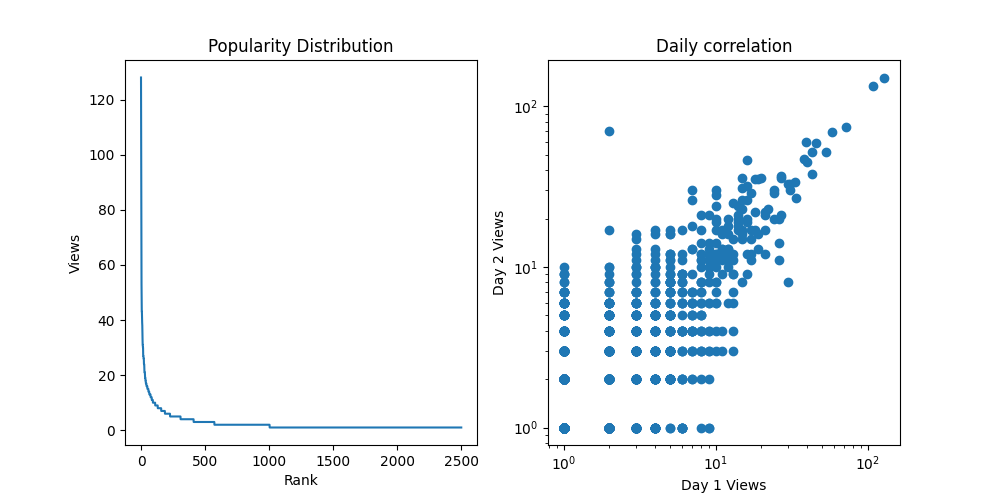 Popularity Distribution
120
100
80
60
40
20
0
Views
0 500 1000 1500 2000 2500
Rank
Daily correlation
10²
10¹
10⁰
Day 2 Views
10⁰ 10¹ 10²
Day 1 Views